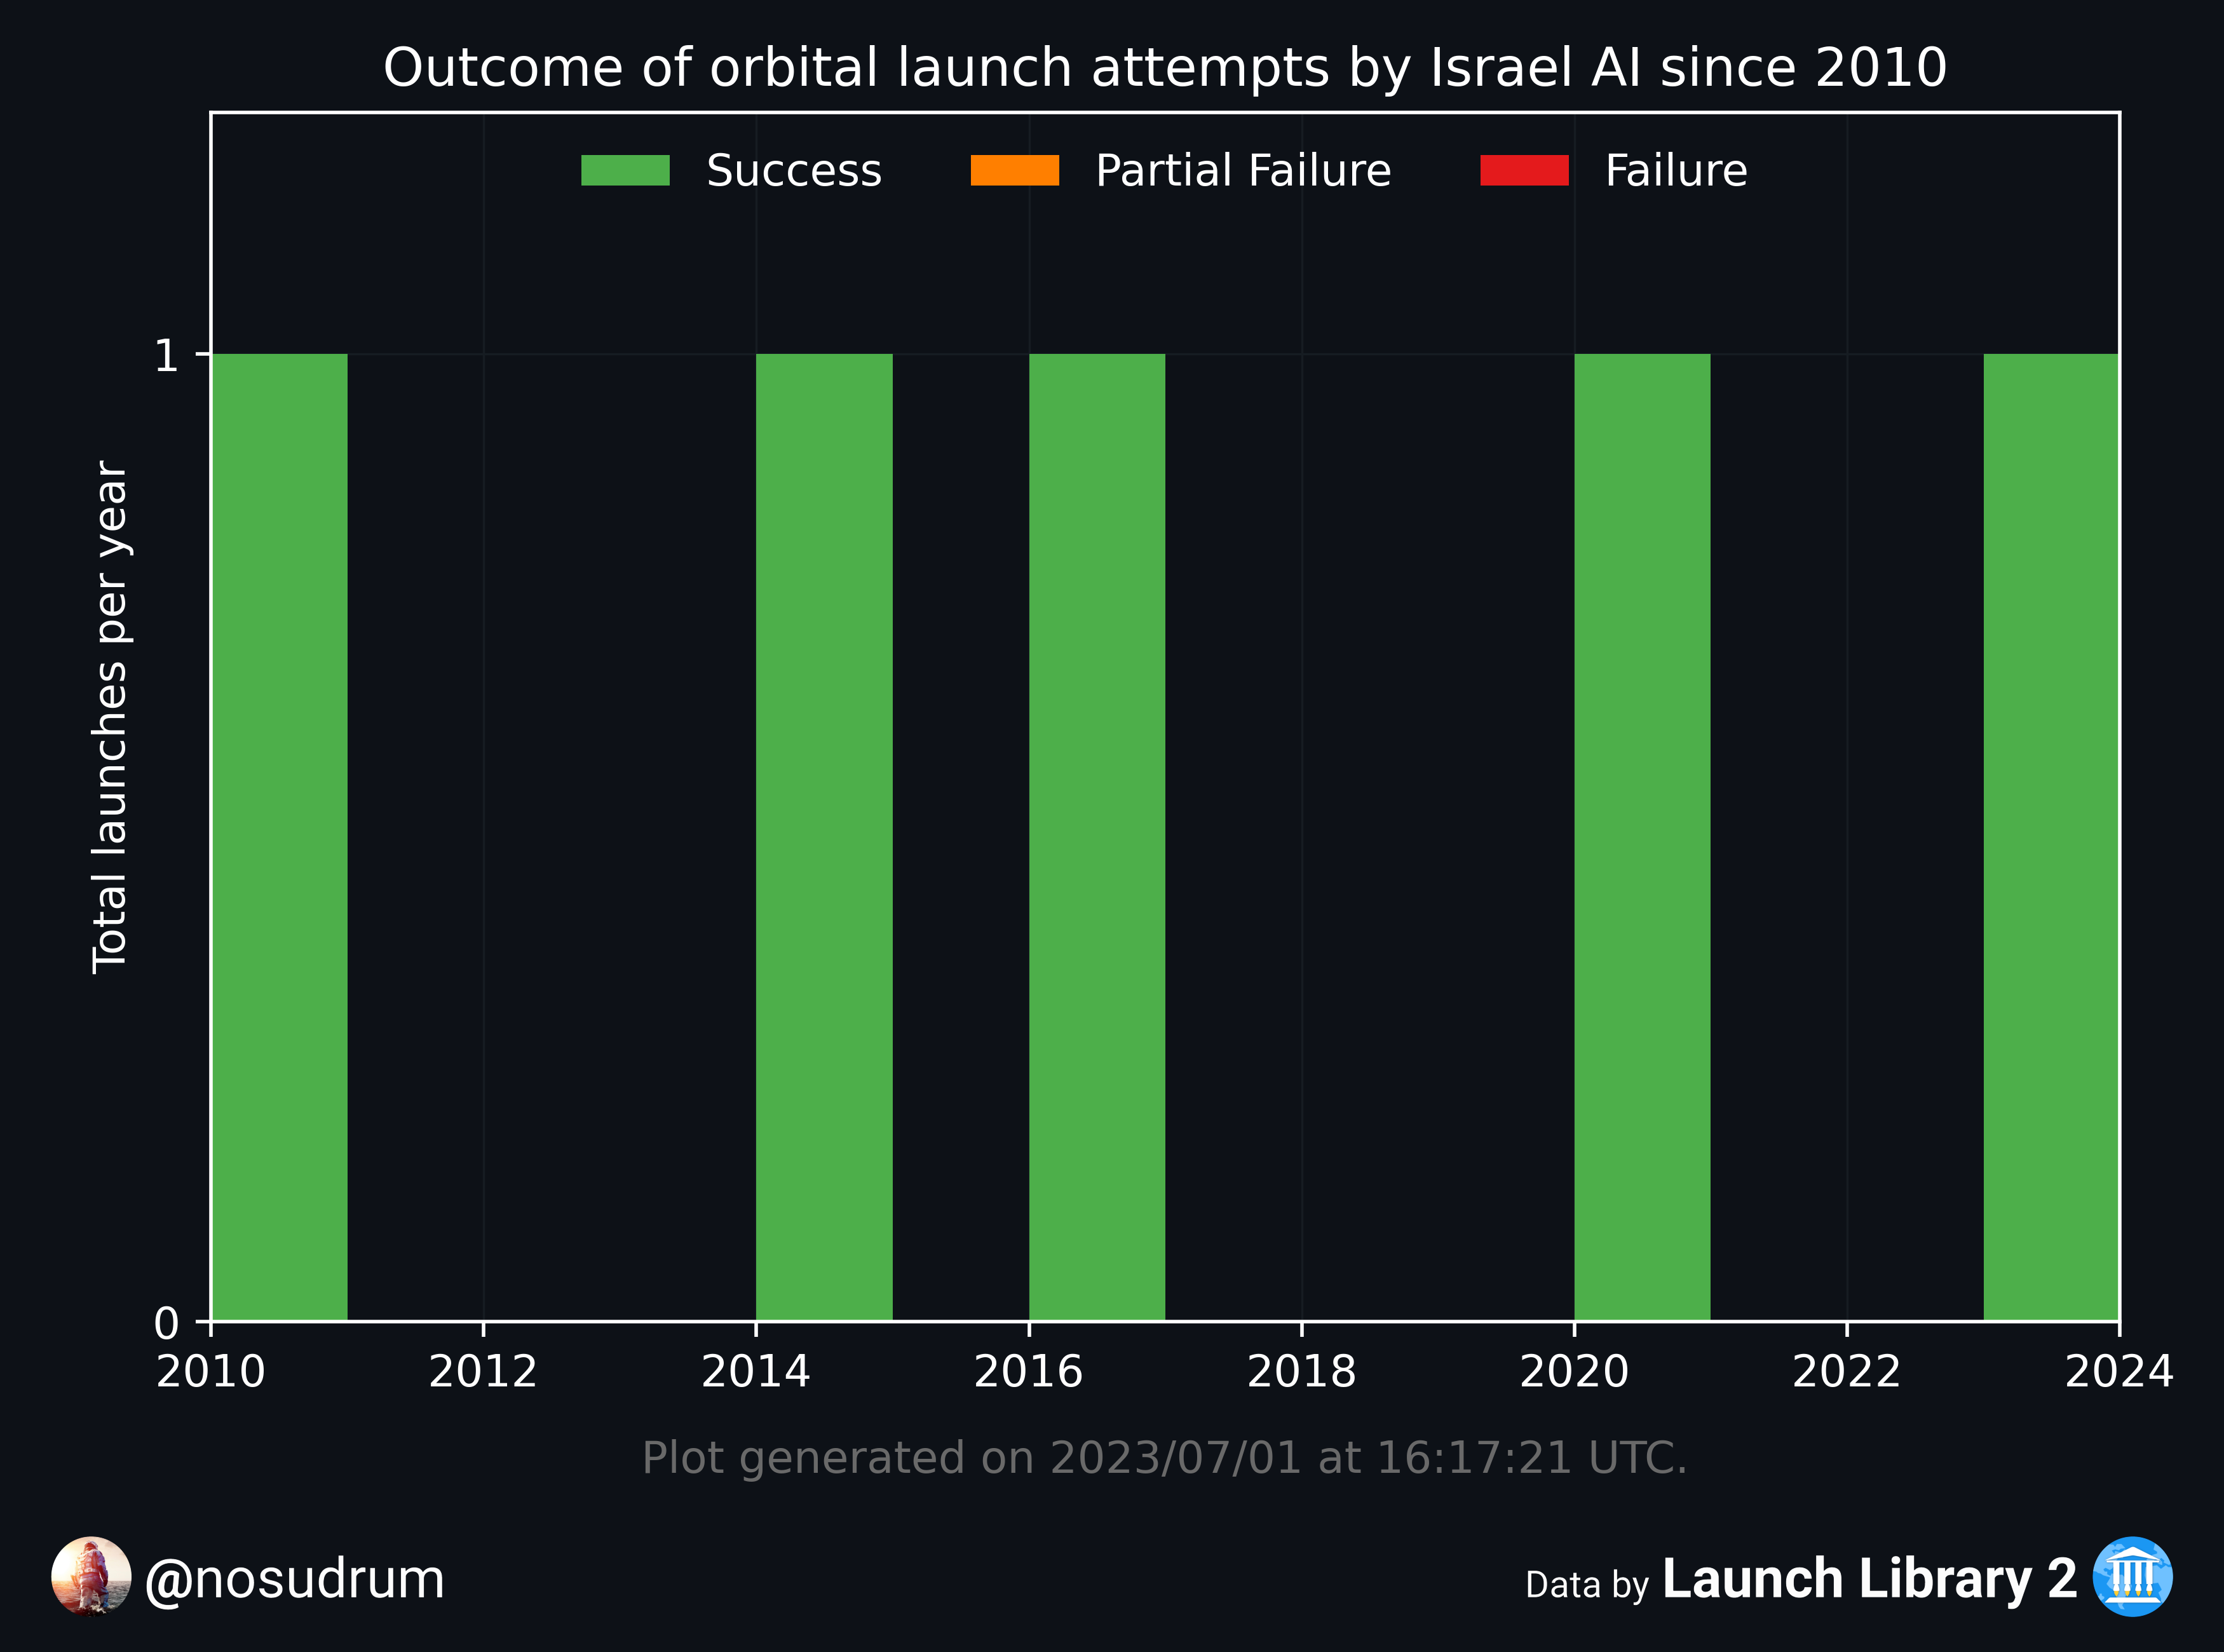 Outcome of orbital launch attempts by Israel AI since 2010
Success Partial Failure Failure
Total launches per year
1
0
2010 2012 2014 2016 2018 2020 2022 2024
Plot generated on 2023/07/01 at 16:17:21 UTC.
@nosudrum
Data by Launch Library 2